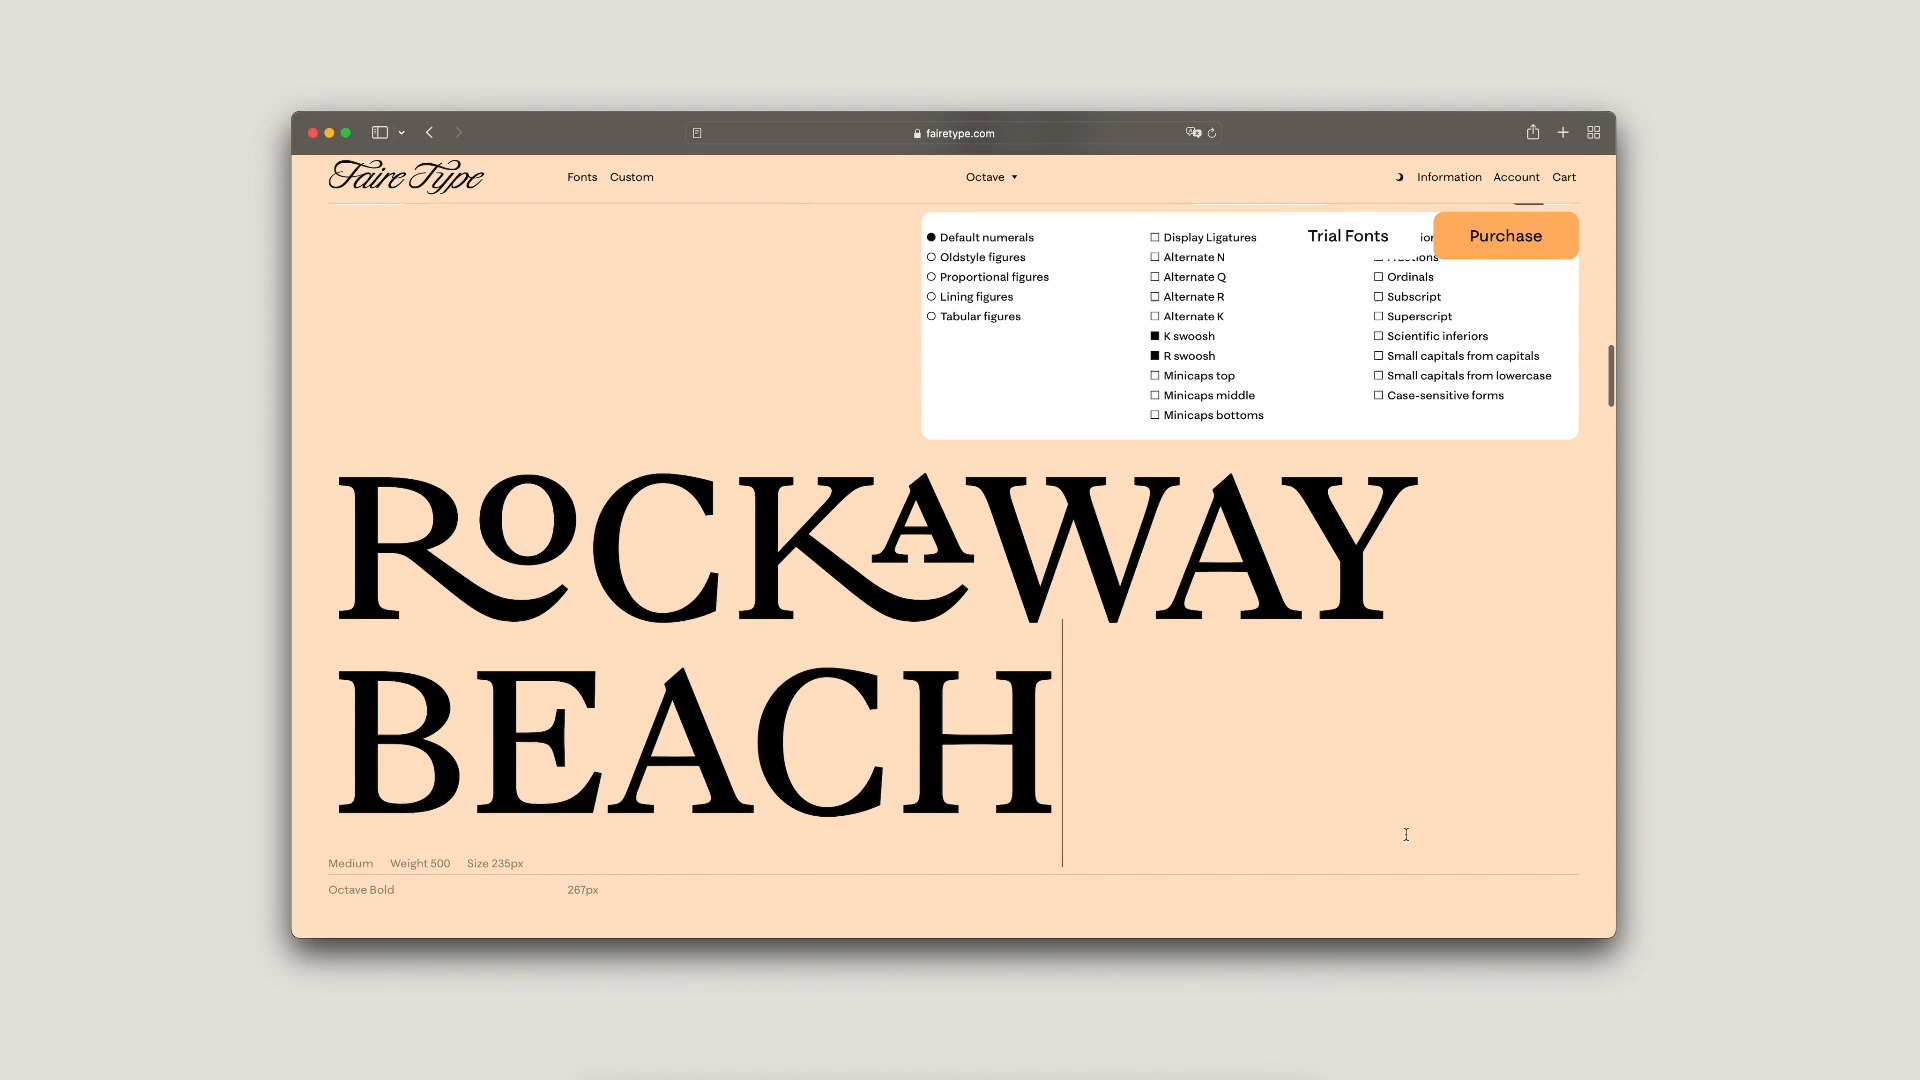 fairetype.com
Faire Type
Fonts Custom
Octave
Information Account Cart
Default numerals
Oldstyle figures
Proportional figures
Lining figures
Tabular figures
Display Ligatures
Alternate N
Alternate Q
Alternate R
Alternate K
K swoosh
R swoosh
Minicaps top
Minicaps middle
Minicaps bottoms
Trial Fonts
Purchase
Fractions
Ordinals
Subscript
Superscript
Scientific inferiors
Small capitals from capitals
Small capitals from lowercase
Case-sensitive forms
ROCKAWAY
BEACH
Medium Weight 500 Size 235px
Octave Bold 267px